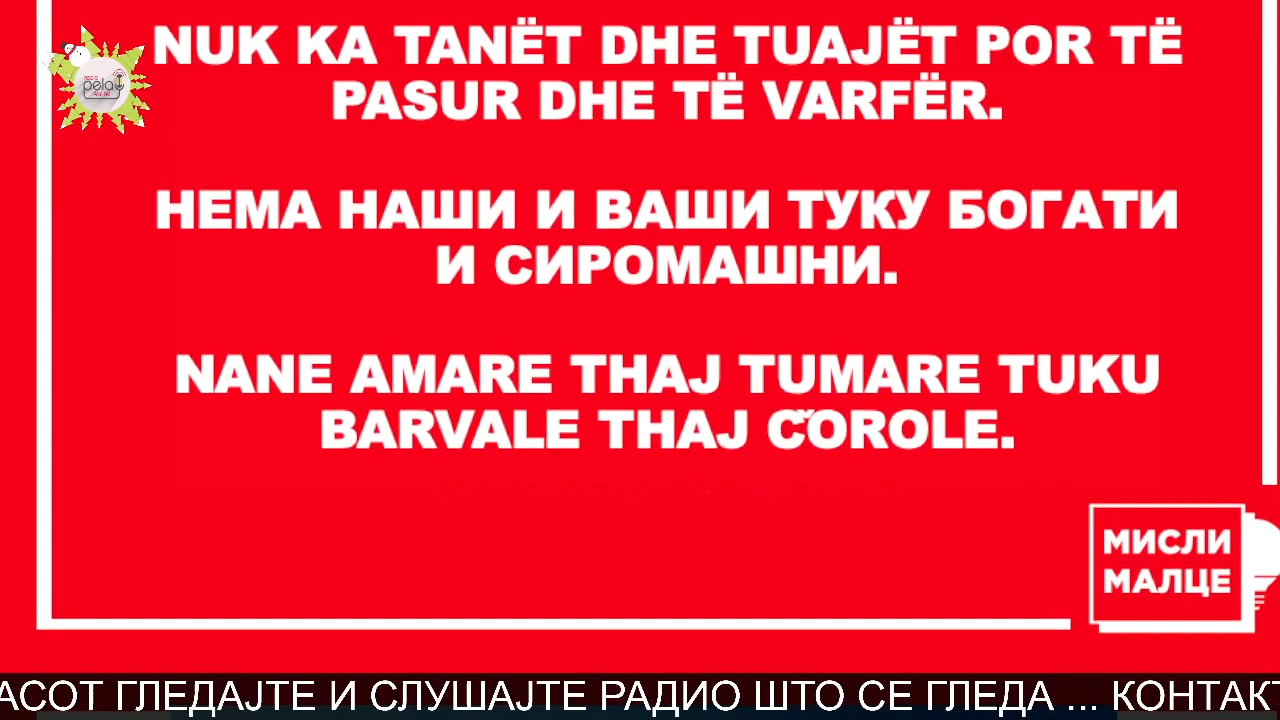 NUK KA TANËT DHE TUAJËT POR TË
PASUR DHE TË VARFËR.
НЕМА НАШИ И ВАШИ ТУКУ БОГАТИ
И СИРОМАШНИ.
NANE AMARE THAJ TUMARE TUKU
BARVALE THAJ ČOROLE.
МИСЛИ
МАЛЦЕ
АСОТ ГЛЕДАЈТЕ И СЛУШАЈТЕ РАДИО ШТО СЕ ГЛЕДА ... КОНТАКТ